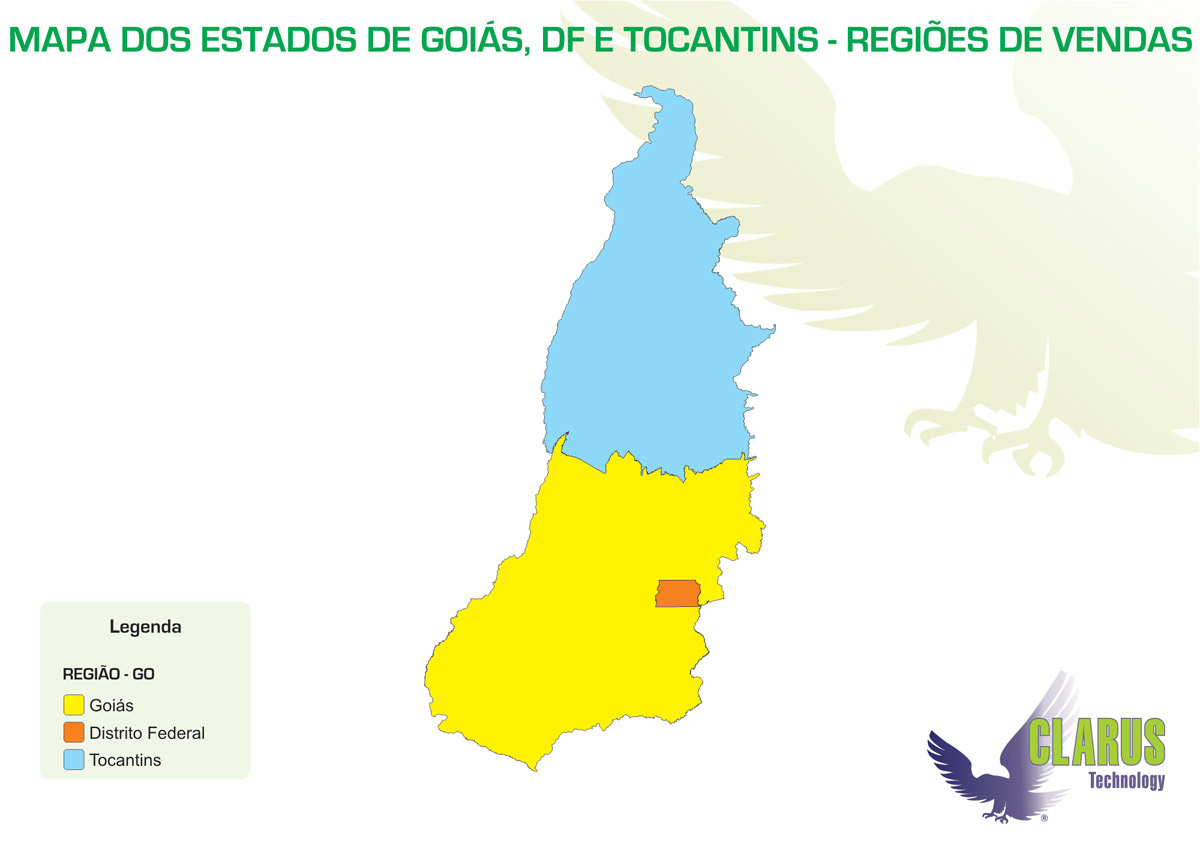 MAPA DOS ESTADOS DE GOIÁS, DF E TOCANTINS - REGIÕES DE VENDAS
Legenda
REGIÃO - GO
Goiás
Distrito Federal
Tocantins
CLARUS
Technology
®